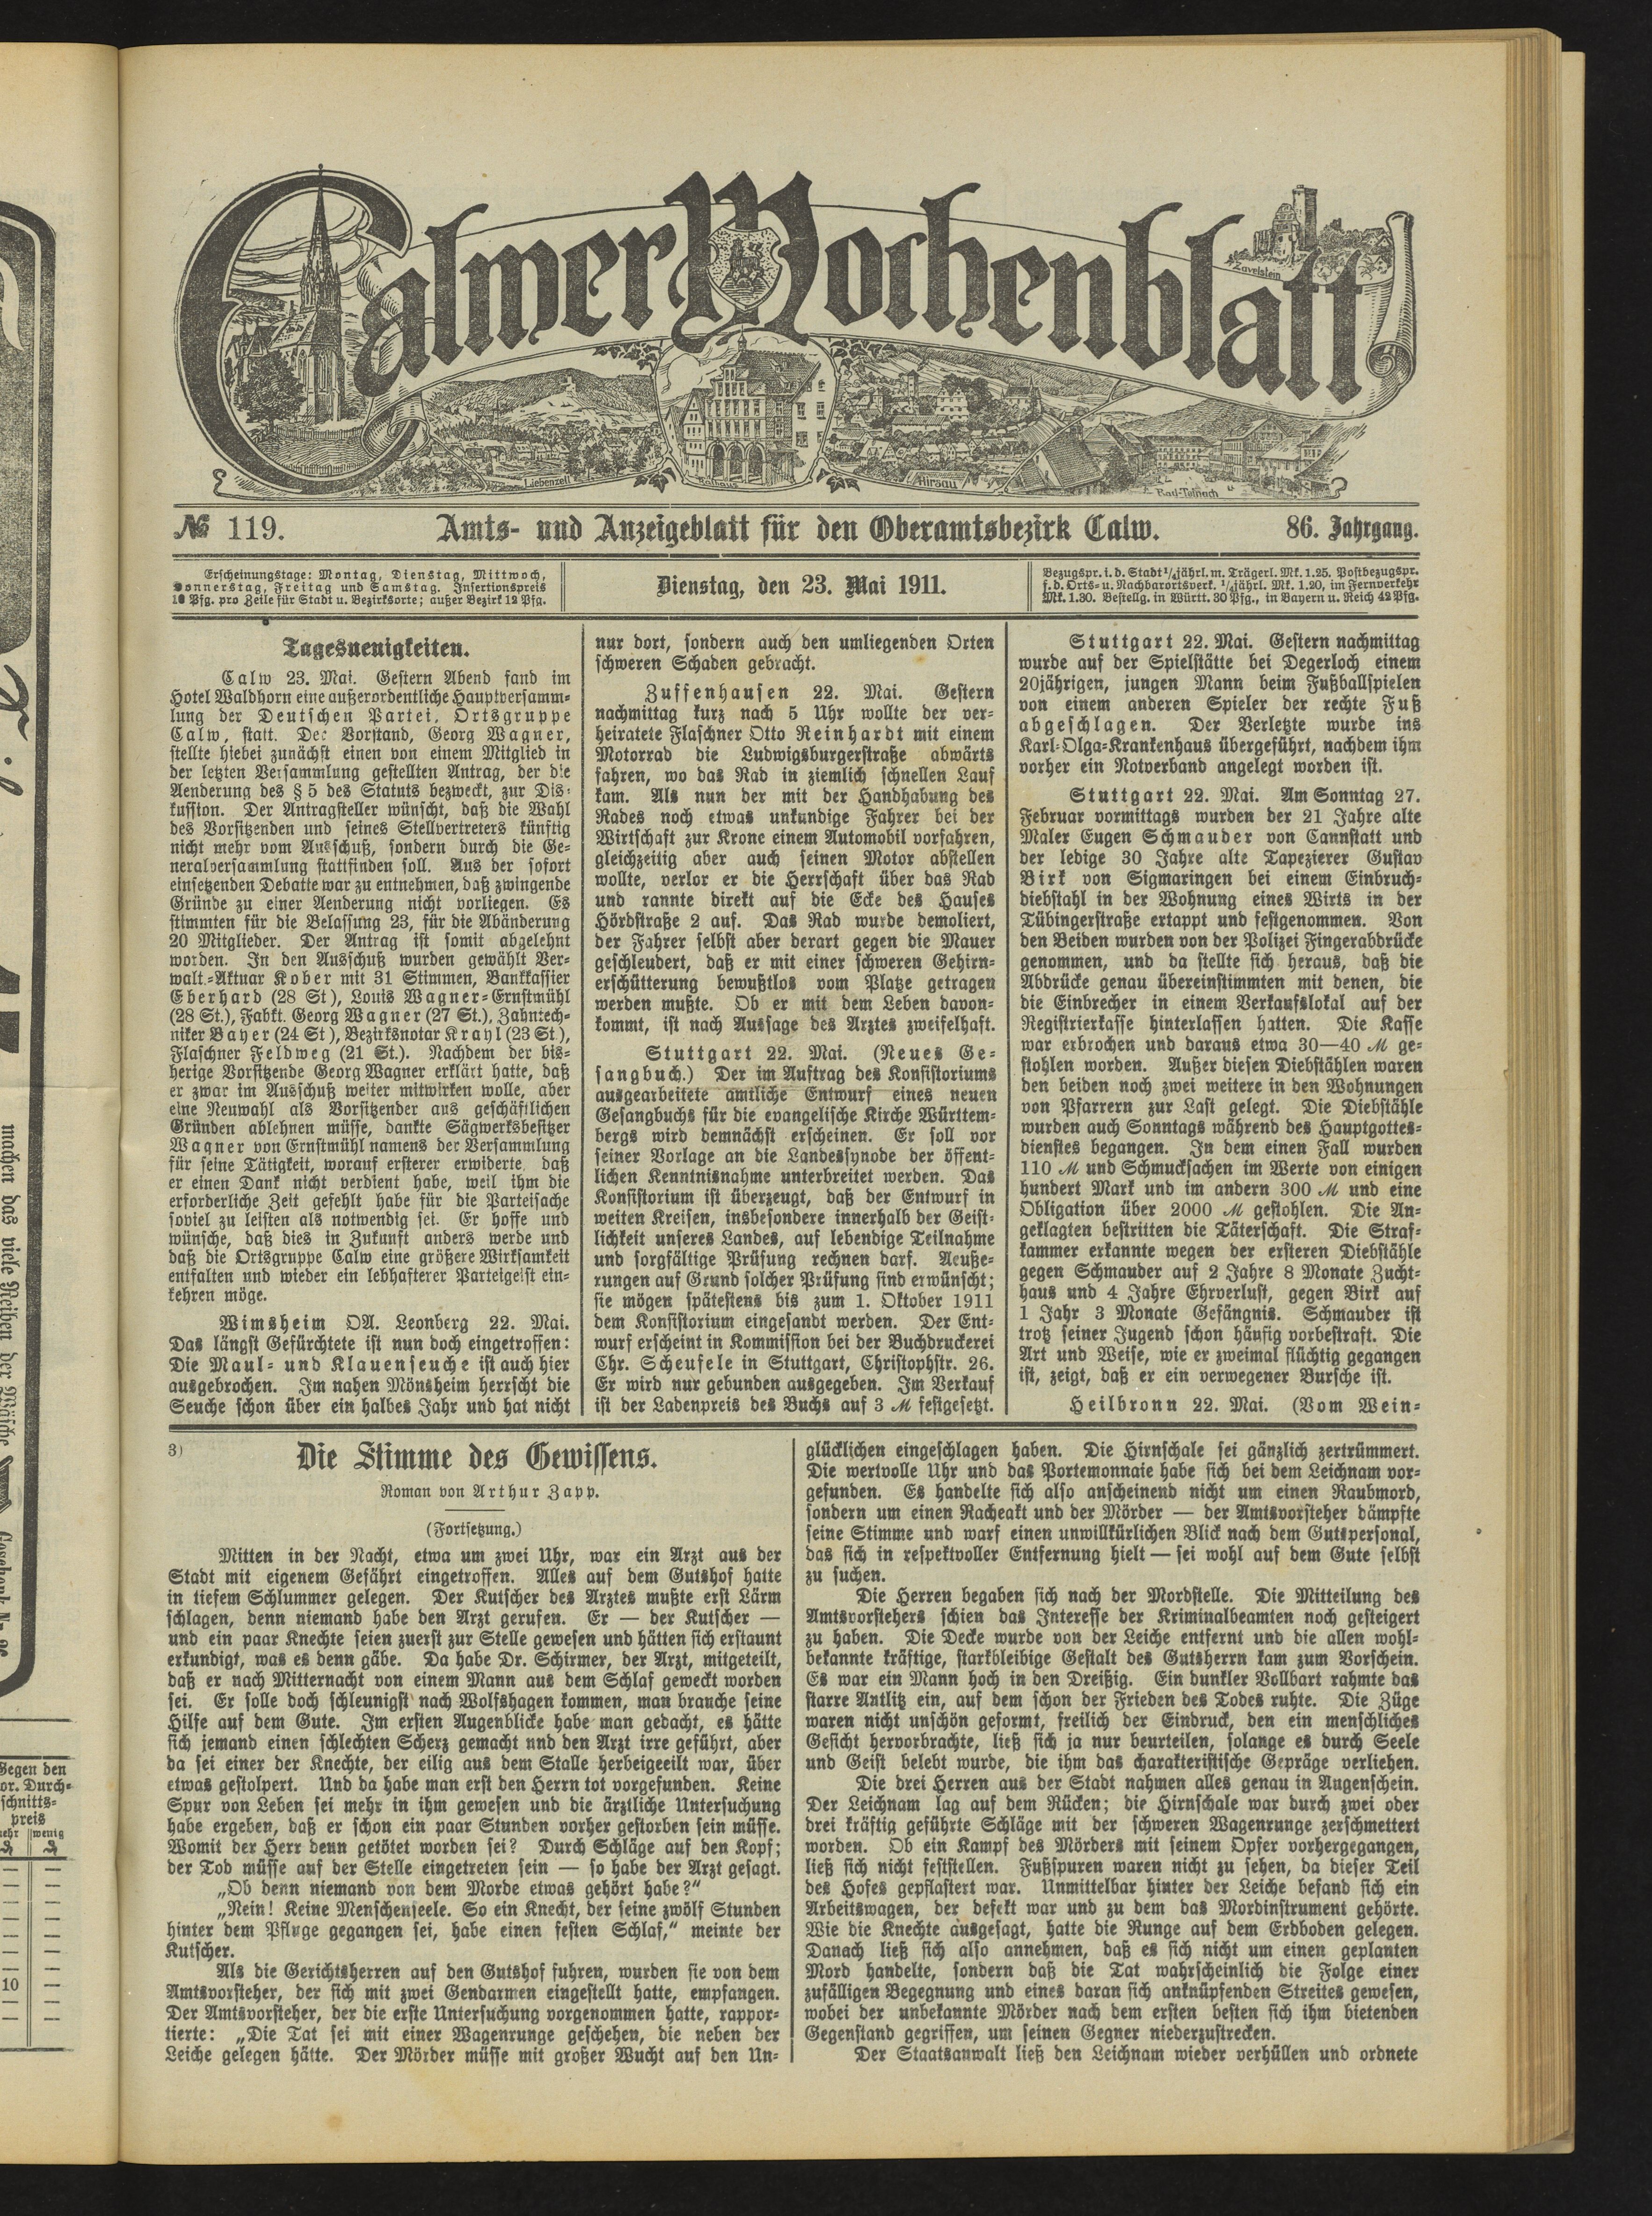 Calwer Wochenblatt
Zavelstein
Liebenzell
Rathaus
Hirsau
Bad-Teinach
№ 119.
Amts- und Anzeigeblatt für den Oberamtsbezirk Calw.
86. Jahrgang.
Erscheinungstage: Montag, Dienstag, Mittwoch,
Donnerstag, Freitag und Samstag. Insertionspreis
10 Pfg. pro Zeile für Stadt u. Bezirksorte; außer Bezirk 12 Pfg.
Dienstag, den 23. Mai 1911.
Bezugspr. i. d. Stadt ¼jährl. m. Trägerl. Mk. 1.25. Postbezugspr.
f. d. Orts- u. Nachbarortsverk. ¼jährl. Mk. 1.20, im Fernverkehr
Mk. 1.30. Bestellg. in Württ. 30 Pfg., in Bayern u. Reich 42 Pfg.
Tagesneuigkeiten.
Calw 23. Mai. Gestern Abend fand im
Hotel Waldhorn eine außerordentliche Hauptversamm-
lung der Deutschen Partei, Ortsgruppe
Calw, statt. Der Vorstand, Georg Wagner,
stellte hiebei zunächst einen von einem Mitglied in
der letzten Versammlung gestellten Antrag, der die
Aenderung des § 5 des Statuts bezweckt, zur Dis-
kussion. Der Antragsteller wünscht, daß die Wahl
des Vorsitzenden und seines Stellvertreters künftig
nicht mehr vom Ausschuß, sondern durch die Ge-
neralversammlung stattfinden soll. Aus der sofort
einsetzenden Debatte war zu entnehmen, daß zwingende
Gründe zu einer Aenderung nicht vorliegen. Es
stimmten für die Belassung 23, für die Abänderung
20 Mitglieder. Der Antrag ist somit abgelehnt
worden. In den Ausschuß wurden gewählt Ver-
walt.-Aktuar Kober mit 31 Stimmen, Bankkassier
Eberhard (28 St), Louis Wagner-Ernstmühl
(28 St.), Fabkt. Georg Wagner (27 St.), Zahntech-
niker Bayer (24 St), Bezirksnotar Krayl (23 St.),
Flaschner Feldweg (21 St.). Nachdem der bis-
herige Vorsitzende Georg Wagner erklärt hatte, daß
er zwar im Ausschuß weiter mitwirken wolle, aber
eine Neuwahl als Vorsitzender aus geschäftlichen
Gründen ablehnen müsse, dankte Sägwerksbesitzer
Wagner von Ernstmühl namens der Versammlung
für seine Tätigkeit, worauf ersterer erwiderte, daß
er einen Dank nicht verdient habe, weil ihm die
erforderliche Zeit gefehlt habe für die Parteisache
soviel zu leisten als notwendig sei. Er hoffe und
wünsche, daß dies in Zukunft anders werde und
daß die Ortsgruppe Calw eine größere Wirksamkeit
entfalten und wieder ein lebhafterer Parteigeist ein-
kehren möge.
Wimsheim OA. Leonberg 22. Mai.
Das längst Gefürchtete ist nun doch eingetroffen:
Die Maul- und Klauenseuche ist auch hier
ausgebrochen. Im nahen Mönsheim herrscht die
Seuche schon über ein halbes Jahr und hat nicht
nur dort, sondern auch den umliegenden Orten
schweren Schaden gebracht.
Zuffenhausen 22. Mai. Gestern
nachmittag kurz nach 5 Uhr wollte der ver-
heiratete Flaschner Otto Reinhardt mit einem
Motorrad die Ludwigsburgerstraße abwärts
fahren, wo das Rad in ziemlich schnellen Lauf
kam. Als nun der mit der Handhabung des
Rades noch etwas unkundige Fahrer bei der
Wirtschaft zur Krone einem Automobil vorfahren,
gleichzeitig aber auch seinen Motor abstellen
wollte, verlor er die Herrschaft über das Rad
und rannte direkt auf die Ecke des Hauses
Hördstraße 2 auf. Das Rad wurde demoliert,
der Fahrer selbst aber derart gegen die Mauer
geschleudert, daß er mit einer schweren Gehirn-
erschütterung bewußtlos vom Platze getragen
werden mußte. Ob er mit dem Leben davon-
kommt, ist nach Aussage des Arztes zweifelhaft.
Stuttgart 22. Mai. (Neues Ge-
sangbuch.) Der im Auftrag des Konsistoriums
ausgearbeitete amtliche Entwurf eines neuen
Gesangbuchs für die evangelische Kirche Württem-
bergs wird demnächst erscheinen. Er soll vor
seiner Vorlage an die Landessynode der öffent-
lichen Kenntnisnahme unterbreitet werden. Das
Konsistorium ist überzeugt, daß der Entwurf in
weiten Kreisen, insbesondere innerhalb der Geist-
lichkeit unseres Landes, auf lebendige Teilnahme
und sorgfältige Prüfung rechnen darf. Aeuße-
rungen auf Grund solcher Prüfung sind erwünscht;
sie mögen spätestens bis zum 1. Oktober 1911
dem Konsistorium eingesandt werden. Der Ent-
wurf erscheint in Kommission bei der Buchdruckerei
Chr. Scheufele in Stuttgart, Christophstr. 26.
Er wird nur gebunden ausgegeben. Im Verkauf
ist der Ladenpreis des Buchs auf 3 ℳ festgesetzt.
Stuttgart 22. Mai. Gestern nachmittag
wurde auf der Spielstätte bei Degerloch einem
20jährigen, jungen Mann beim Fußballspielen
von einem anderen Spieler der rechte Fuß
abgeschlagen. Der Verletzte wurde ins
Karl-Olga-Krankenhaus übergeführt, nachdem ihm
vorher ein Notverband angelegt worden ist.
Stuttgart 22. Mai. Am Sonntag 27.
Februar vormittags wurden der 21 Jahre alte
Maler Eugen Schmauder von Cannstatt und
der ledige 30 Jahre alte Tapezierer Gustav
Birk von Sigmaringen bei einem Einbruch-
diebstahl in der Wohnung eines Wirts in der
Tübingerstraße ertappt und festgenommen. Von
den Beiden wurden von der Polizei Fingerabdrücke
genommen, und da stellte sich heraus, daß die
Abdrücke genau übereinstimmten mit denen, die
die Einbrecher in einem Verkaufslokal auf der
Registrierkasse hinterlassen hatten. Die Kasse
war erbrochen und daraus etwa 30—40 ℳ ge-
stohlen worden. Außer diesen Diebstählen waren
den beiden noch zwei weitere in den Wohnungen
von Pfarrern zur Last gelegt. Die Diebstähle
wurden auch Sonntags während des Hauptgottes-
dienstes begangen. In dem einen Fall wurden
110 ℳ und Schmucksachen im Werte von einigen
hundert Mark und im andern 300 ℳ und eine
Obligation über 2000 ℳ gestohlen. Die An-
geklagten bestritten die Täterschaft. Die Straf-
kammer erkannte wegen der ersteren Diebstähle
gegen Schmauder auf 2 Jahre 8 Monate Zucht-
haus und 4 Jahre Ehrverlust, gegen Birk auf
1 Jahr 3 Monate Gefängnis. Schmauder ist
trotz seiner Jugend schon häufig vorbestraft. Die
Art und Weise, wie er zweimal flüchtig gegangen
ist, zeigt, daß er ein verwegener Bursche ist.
Heilbronn 22. Mai. (Vom Wein-
3)
Die Stimme des Gewissens.
Roman von Arthur Zapp.
(Fortsetzung.)
Mitten in der Nacht, etwa um zwei Uhr, war ein Arzt aus der
Stadt mit eigenem Gefährt eingetroffen. Alles auf dem Gutshof hatte
in tiefem Schlummer gelegen. Der Kutscher des Arztes mußte erst Lärm
schlagen, denn niemand habe den Arzt gerufen. Er — der Kutscher —
und ein paar Knechte seien zuerst zur Stelle gewesen und hätten sich erstaunt
erkundigt, was es denn gäbe. Da habe Dr. Schirmer, der Arzt, mitgeteilt,
daß er nach Mitternacht von einem Mann aus dem Schlaf geweckt worden
sei. Er solle doch schleunigst nach Wolfshagen kommen, man brauche seine
Hilfe auf dem Gute. Im ersten Augenblicke habe man gedacht, es hätte
sich jemand einen schlechten Scherz gemacht nnd den Arzt irre geführt, aber
da sei einer der Knechte, der eilig aus dem Stalle herbeigeeilt war, über
etwas gestolpert. Und da habe man erst den Herrn tot vorgefunden. Keine
Spur von Leben sei mehr in ihm gewesen und die ärztliche Untersuchung
habe ergeben, daß er schon ein paar Stunden vorher gestorben sein müsse.
Womit der Herr denn getötet worden sei? Durch Schläge auf den Kopf;
der Tod müsse auf der Stelle eingetreten sein — so habe der Arzt gesagt.
„Ob denn niemand von dem Morde etwas gehört habe?“
„Nein! Keine Menschenseele. So ein Knecht, der seine zwölf Stunden
hinter dem Pfluge gegangen sei, habe einen festen Schlaf,“ meinte der
Kutscher.
Als die Gerichtsherren auf den Gutshof fuhren, wurden sie von dem
Amtsvorsteher, der sich mit zwei Gendarmen eingestellt hatte, empfangen.
Der Amtsvorsteher, der die erste Untersuchung vorgenommen hatte, rappor-
tierte: „Die Tat sei mit einer Wagenrunge geschehen, die neben der
Leiche gelegen hätte. Der Mörder müsse mit großer Wucht auf den Un-
glücklichen eingeschlagen haben. Die Hirnschale sei gänzlich zertrümmert.
Die wertvolle Uhr und das Portemonnaie habe sich bei dem Leichnam vor-
gefunden. Es handelte sich also anscheinend nicht um einen Raubmord,
sondern um einen Racheakt und der Mörder — der Amtsvorsteher dämpfte
seine Stimme und warf einen unwillkürlichen Blick nach dem Gutspersonal,
das sich in respektvoller Entfernung hielt — sei wohl auf dem Gute selbst
zu suchen.
Die Herren begaben sich nach der Mordstelle. Die Mitteilung des
Amtsvorstehers schien das Interesse der Kriminalbeamten noch gesteigert
zu haben. Die Decke wurde von der Leiche entfernt und die allen wohl-
bekannte kräftige, starkbleibige Gestalt des Gutsherrn kam zum Vorschein.
Es war ein Mann hoch in den Dreißig. Ein dunkler Vollbart rahmte das
starre Antlitz ein, auf dem schon der Frieden des Todes ruhte. Die Züge
waren nicht unschön geformt, freilich der Eindruck, den ein menschliches
Gesicht hervorbrachte, ließ sich ja nur beurteilen, solange es durch Seele
und Geist belebt wurde, die ihm das charakteristische Gepräge verliehen.
Die drei Herren aus der Stadt nahmen alles genau in Augenschein.
Der Leichnam lag auf dem Rücken; die Hirnschale war durch zwei oder
drei kräftig geführte Schläge mit der schweren Wagenrunge zerschmettert
worden. Ob ein Kampf des Mörders mit seinem Opfer vorhergegangen,
ließ sich nicht feststellen. Fußspuren waren nicht zu sehen, da dieser Teil
des Hofes gepflastert war. Unmittelbar hinter der Leiche befand sich ein
Arbeitswagen, der defekt war und zu dem das Mordinstrument gehörte.
Wie die Knechte ausgesagt, hatte die Runge auf dem Erdboden gelegen.
Danach ließ sich also annehmen, daß es sich nicht um einen geplanten
Mord handelte, sondern daß die Tat wahrscheinlich die Folge einer
zufälligen Begegnung und eines daran sich anknüpfenden Streites gewesen,
wobei der unbekannte Mörder nach dem ersten besten sich ihm bietenden
Gegenstand gegriffen, um seinen Gegner niederzustrecken.
Der Staatsanwalt ließ den Leichnam wieder verhüllen und ordnete
machen das viele Reiben der Wäsche
Gegen den
vor. Durch-
schnitts-
preis
mehr wenig
10